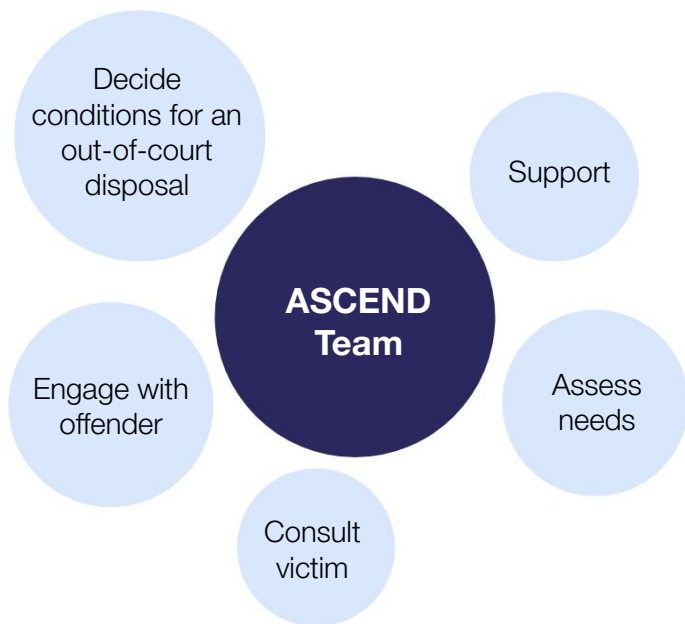 Decide
conditions for an
out-of-court
disposal
Support
ASCEND
Team
Engage with
offender
Assess
needs
Consult
victim